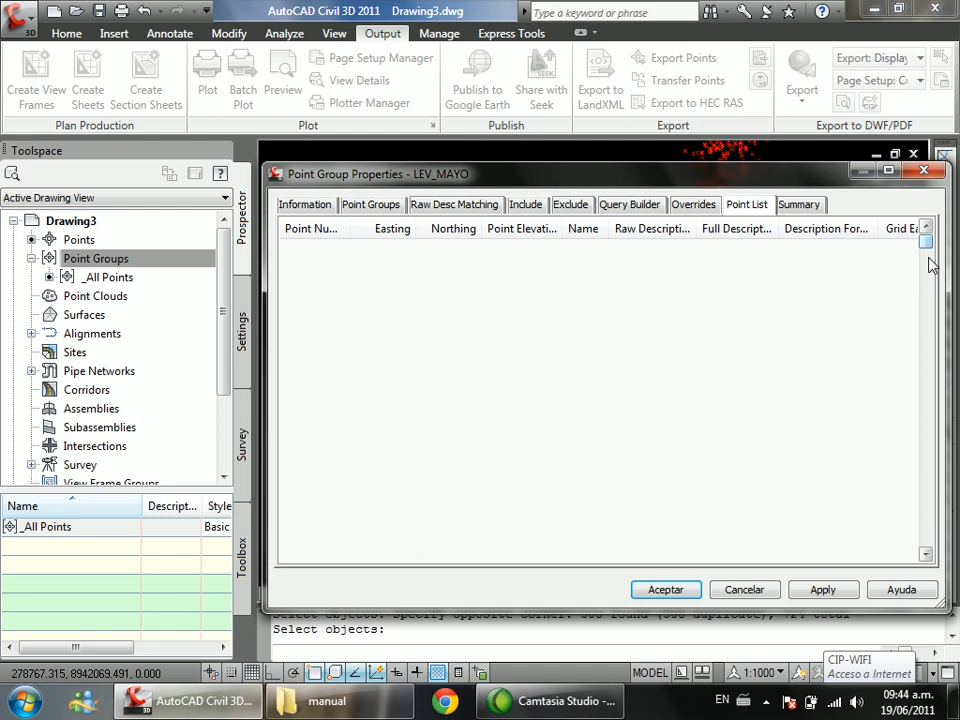 AutoCAD Civil 3D 2011 Drawing3.dwg
Type a keyword or phrase
3D
Home Insert Annotate Modify Analyze View Output Manage Express Tools
Create View Frames
Create Sheets
Create Section Sheets
Plan Production
Plot
Batch Plot
Preview
Page Setup Manager
View Details
Plotter Manager
Plot
Publish to Google Earth
Share with Seek
Publish
Export to LandXML
Export Points
Transfer Points
Export to HEC RAS
Export
Export
Export: Display
Page Setup: C
Export to DWF/PDF
Toolspace
Active Drawing View
Drawing3
Points
Point Groups
_All Points
Point Clouds
Surfaces
Alignments
Sites
Pipe Networks
Corridors
Assemblies
Subassemblies
Intersections
Survey
View Frame Groups
Prospector
Settings
Survey
Toolbox
Name Descript... Style
_All Points Basic
Point Group Properties - LEV_MAYO
Information Point Groups Raw Desc Matching Include Exclude Query Builder Overrides Point List Summary
Point Nu... Easting Northing Point Elevati... Name Raw Descripti... Full Descript... Description For... Grid Ea
Aceptar Cancelar Apply Ayuda
Select objects:
278767.315, 8942069.491, 0.000
MODEL
1:1000
CIP-WIFI
Acceso a Internet
AutoCAD Civil 3D...
manual
Camtasia Studio -...
EN
09:44 a.m.
19/06/2011